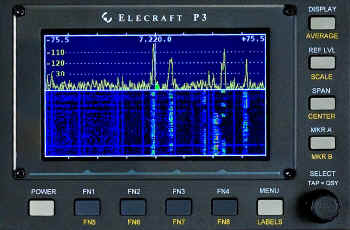 ELECRAFT P3
DISPLAY
AVERAGE
-75.5 7.220.0 +75.5
-110
-120
REF LVL
SCALE
SPAN
CENTER
MKR A
MKR B
SELECT
TAP = QSY
POWER FN1 FN2 FN3 FN4 MENU
FN5 FN6 FN7 FN8 LABELS